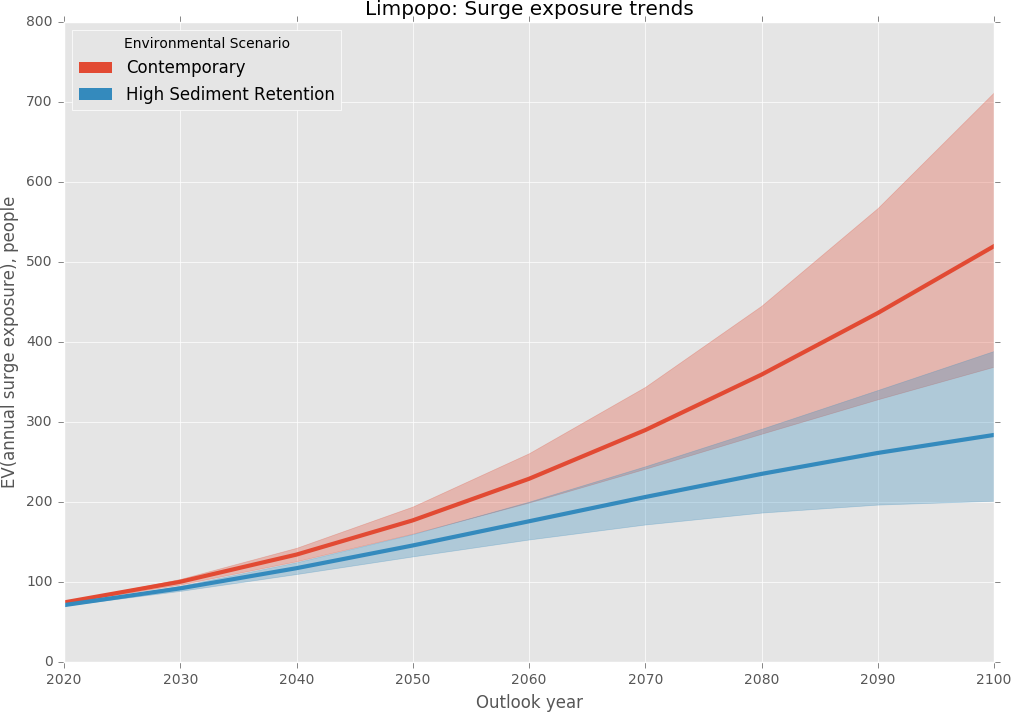 Limpopo: Surge exposure trends
800
700
600
500
400
300
200
100
0
EV(annual surge exposure), people
Environmental Scenario
Contemporary
High Sediment Retention
2020 2030 2040 2050 2060 2070 2080 2090 2100
Outlook year